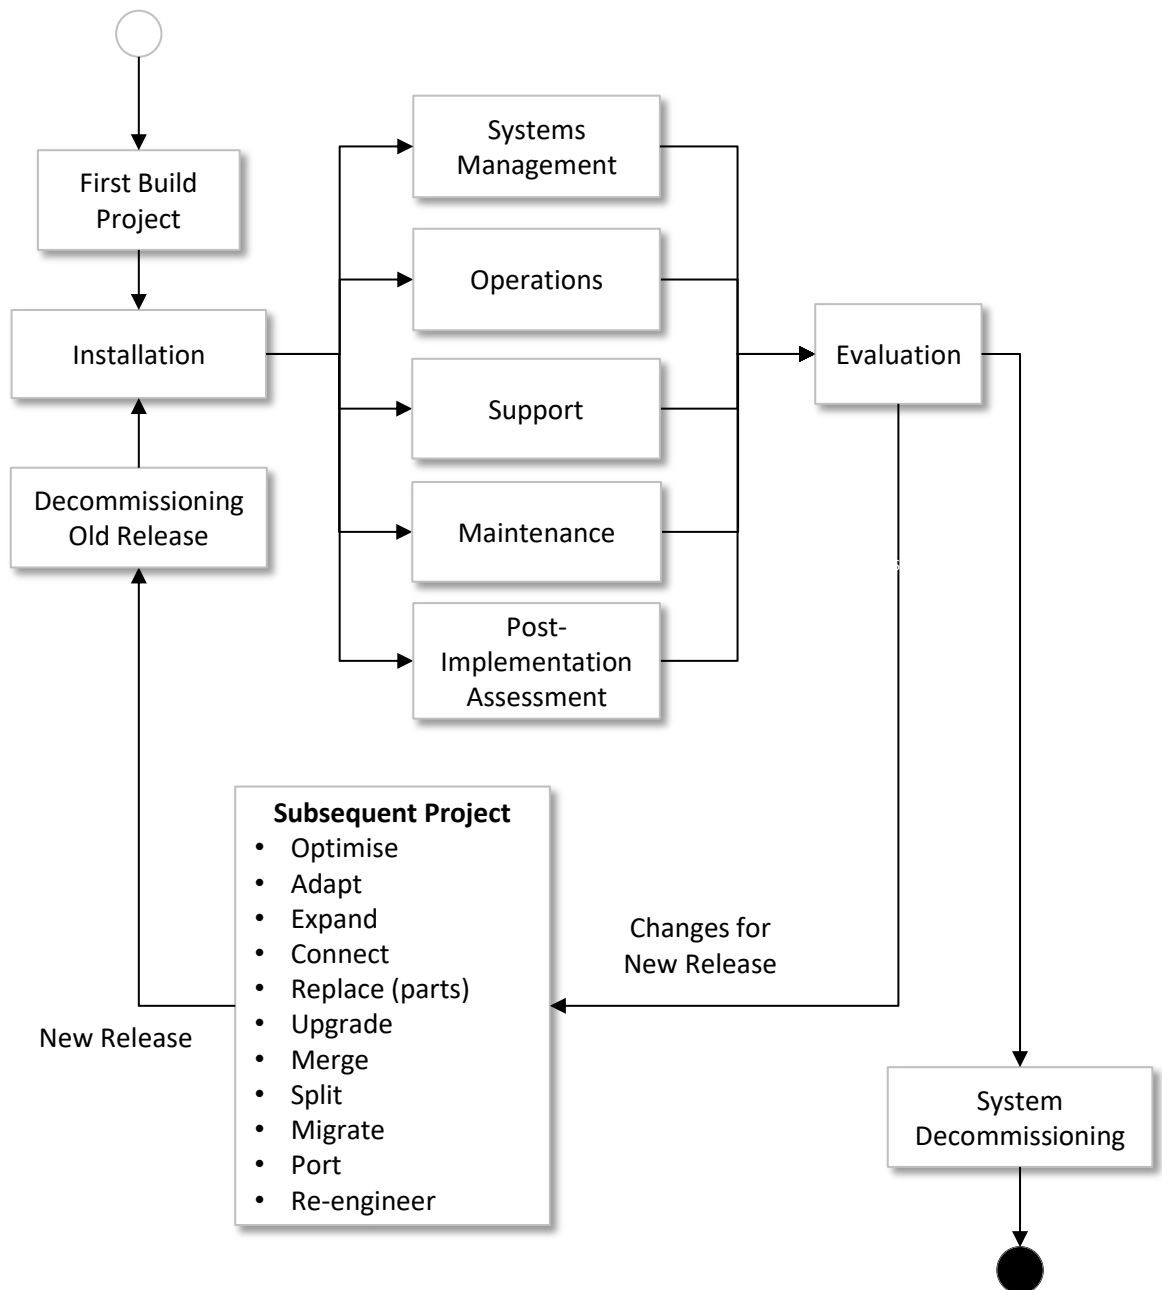 First Build
Project
Installation
Decommissioning
Old Release
Systems
Management
Operations
Support
Maintenance
Post-
Implementation
Assessment
Evaluation
Subsequent Project
• Optimise
• Adapt
• Expand
• Connect
• Replace (parts)
• Upgrade
• Merge
• Split
• Migrate
• Port
• Re-engineer
Changes for
New Release
New Release
System
Decommissioning